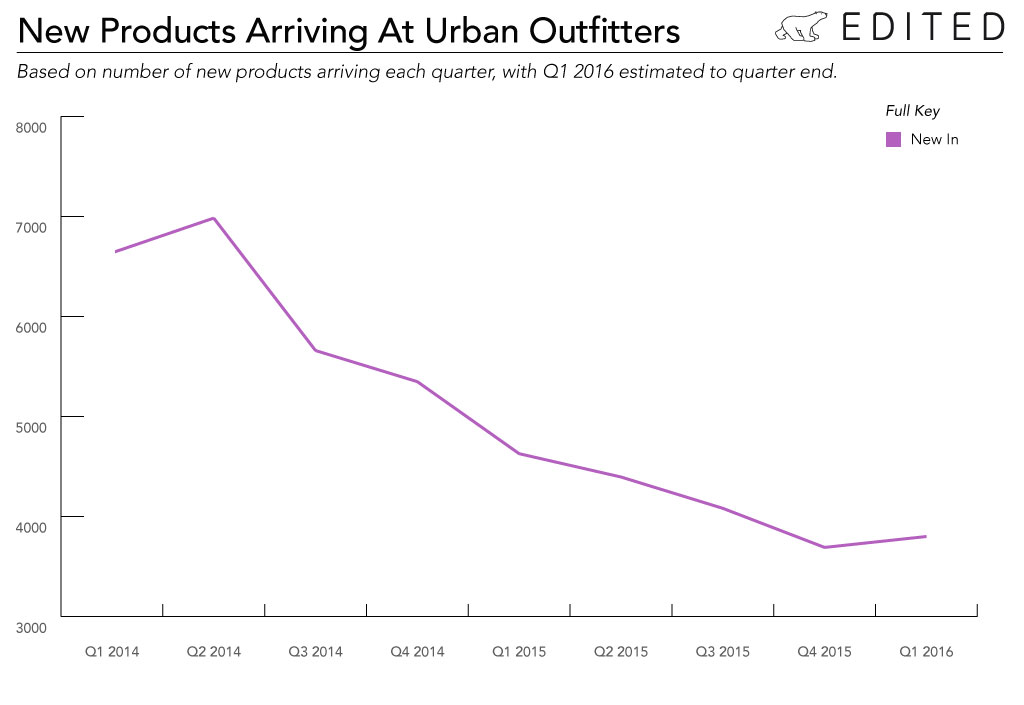 New Products Arriving At Urban Outfitters
EDITED
Based on number of new products arriving each quarter, with Q1 2016 estimated to quarter end.
Full Key
New In
8000
7000
6000
5000
4000
3000
Q1 2014 Q2 2014 Q3 2014 Q4 2014 Q1 2015 Q2 2015 Q3 2015 Q4 2015 Q1 2016